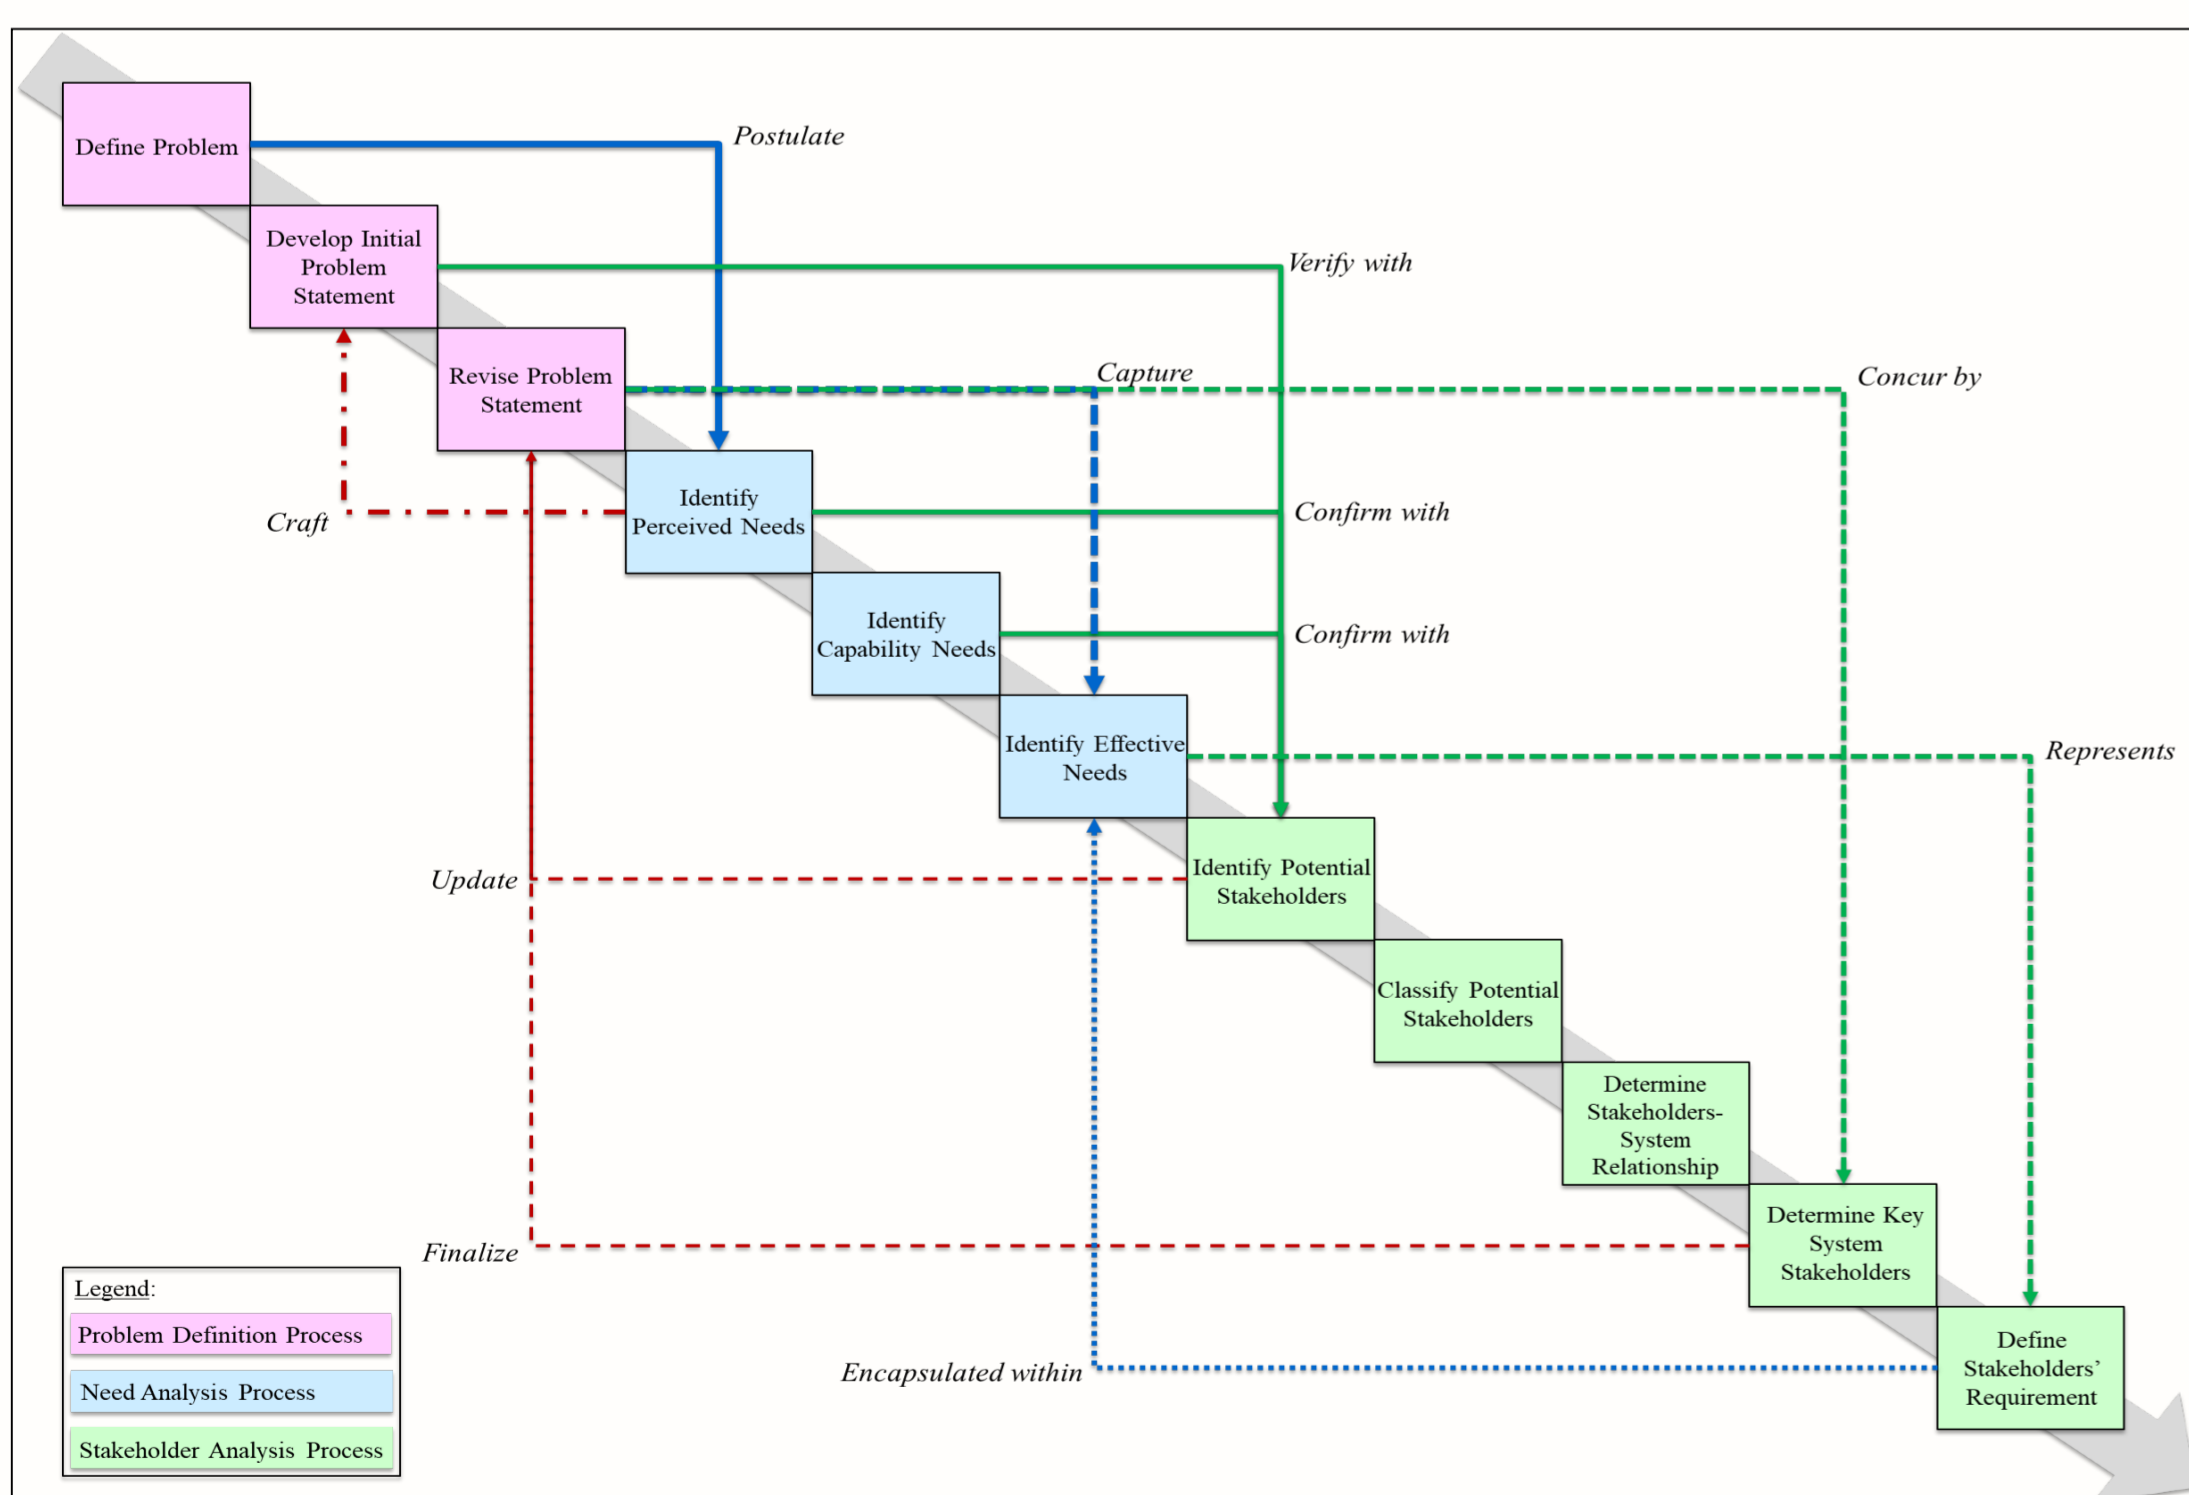 Define Problem
Postulate
Develop Initial
Problem
Statement
Verify with
Revise Problem
Statement
Capture
Concur by
Identify
Perceived Needs
Craft
Confirm with
Identify
Capability Needs
Confirm with
Identify Effective
Needs
Represents
Identify Potential
Stakeholders
Update
Classify Potential
Stakeholders
Determine
Stakeholders-
System
Relationship
Determine Key
System
Stakeholders
Finalize
Define
Stakeholders’
Requirement
Encapsulated within
Legend:
Problem Definition Process
Need Analysis Process
Stakeholder Analysis Process